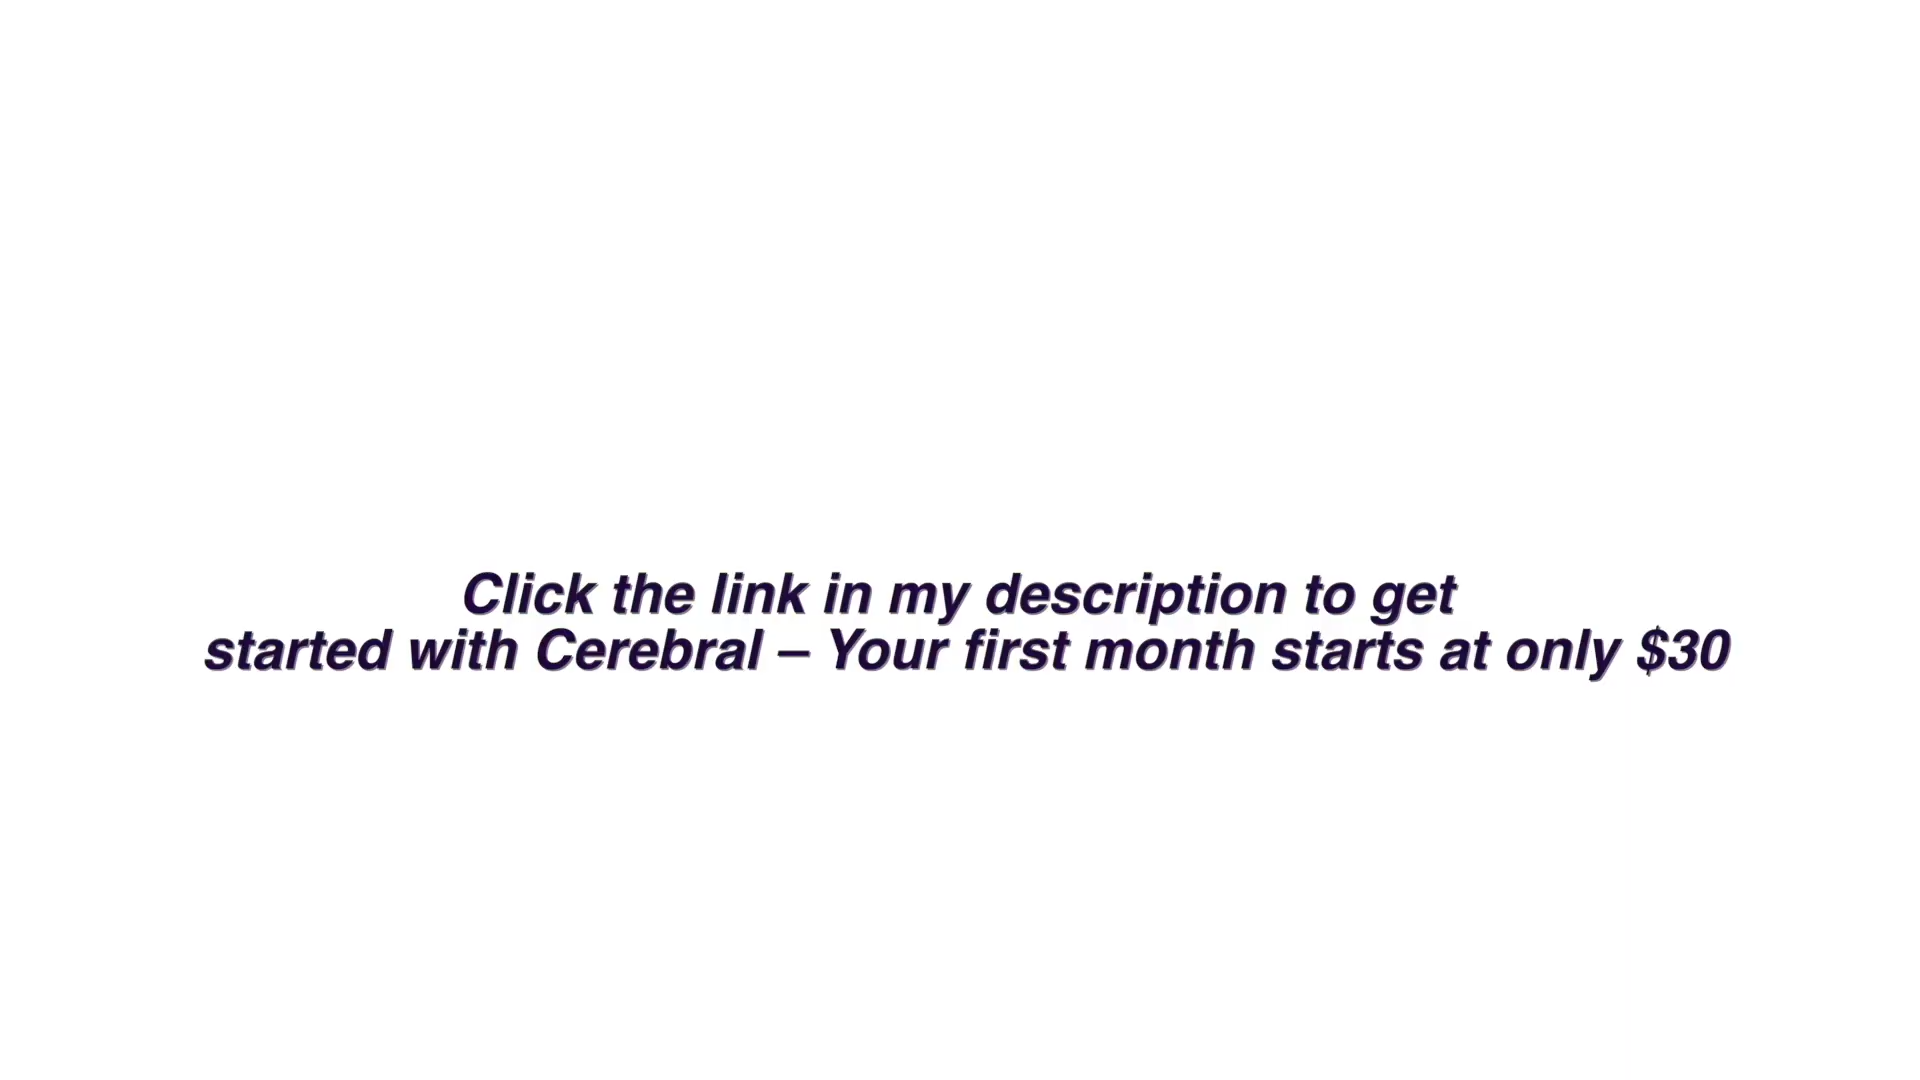 Click the link in my description to get
started with Cerebral – Your first month starts at only $30